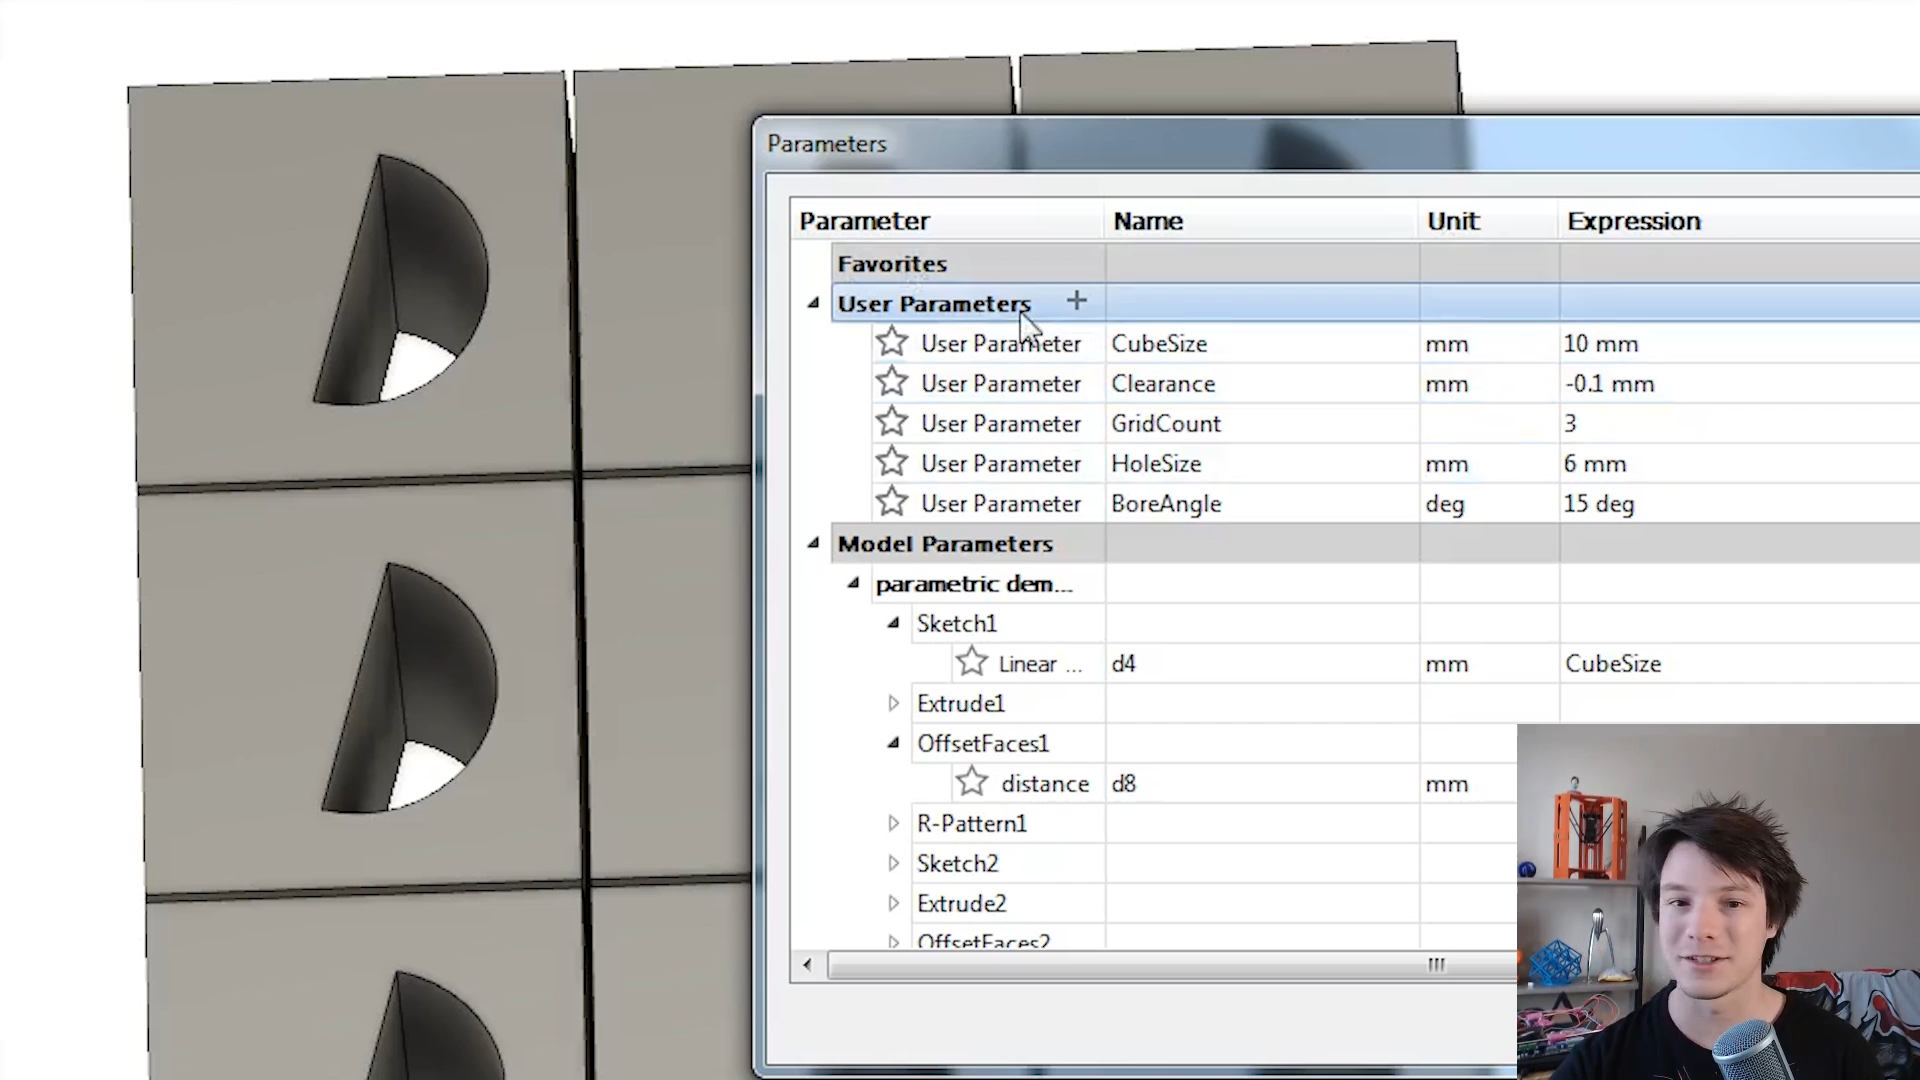 Parameters
Parameter Name Unit Expression
Favorites
User Parameters +
User Parameter CubeSize mm 10 mm
User Parameter Clearance mm -0.1 mm
User Parameter GridCount 3
User Parameter HoleSize mm 6 mm
User Parameter BoreAngle deg 15 deg
Model Parameters
parametric dem...
Sketch1
Linear ... d4 mm CubeSize
Extrude1
OffsetFaces1
distance d8 mm
R-Pattern1
Sketch2
Extrude2
OffsetFaces2